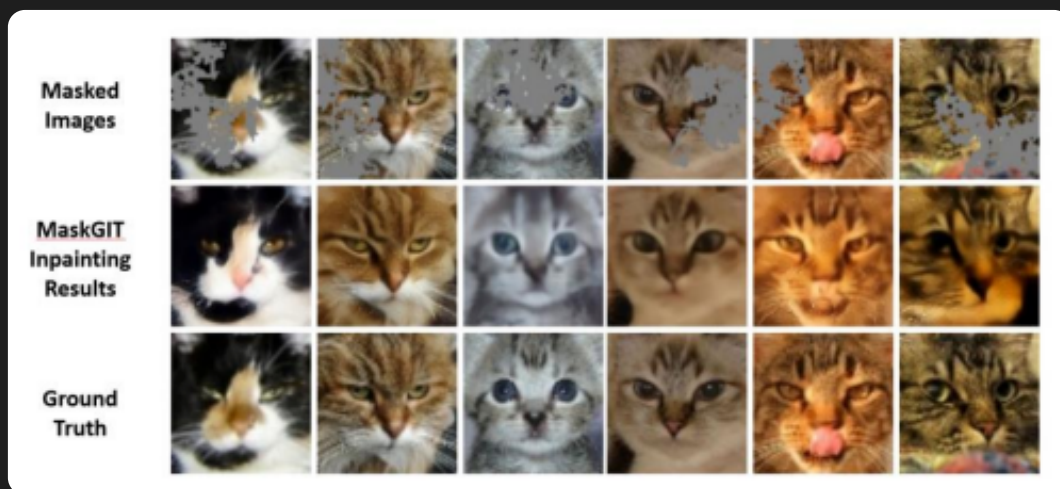 Masked
Images
MaskGIT
Inpainting
Results
Ground
Truth